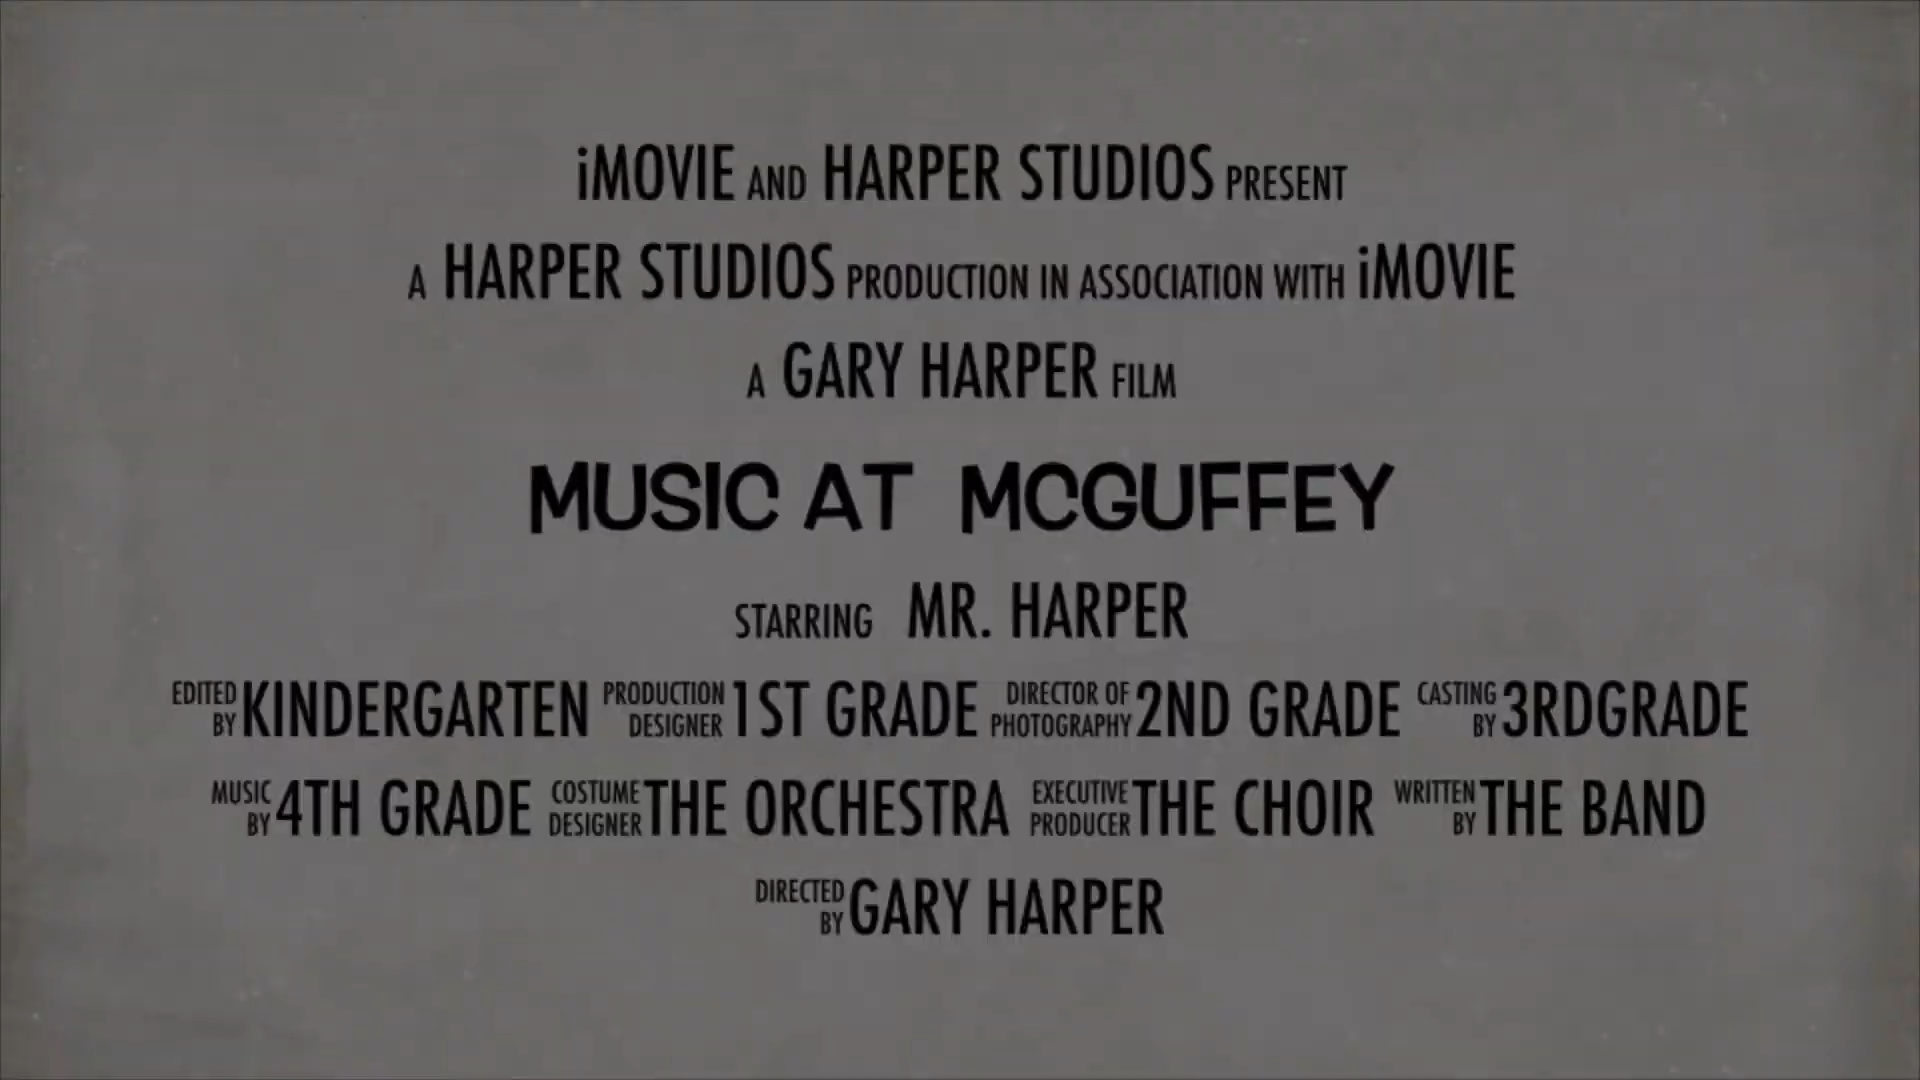 iMOVIE AND HARPER STUDIOS PRESENT
A HARPER STUDIOS PRODUCTION IN ASSOCIATION WITH iMOVIE
A GARY HARPER FILM
MUSIC AT MCGUFFEY
STARRING MR. HARPER
EDITED BY KINDERGARTEN PRODUCTION DESIGNER 1ST GRADE DIRECTOR OF PHOTOGRAPHY 2ND GRADE CASTING BY 3RDGRADE
MUSIC BY 4TH GRADE COSTUME DESIGNER THE ORCHESTRA EXECUTIVE PRODUCER THE CHOIR WRITTEN BY THE BAND
DIRECTED BY GARY HARPER